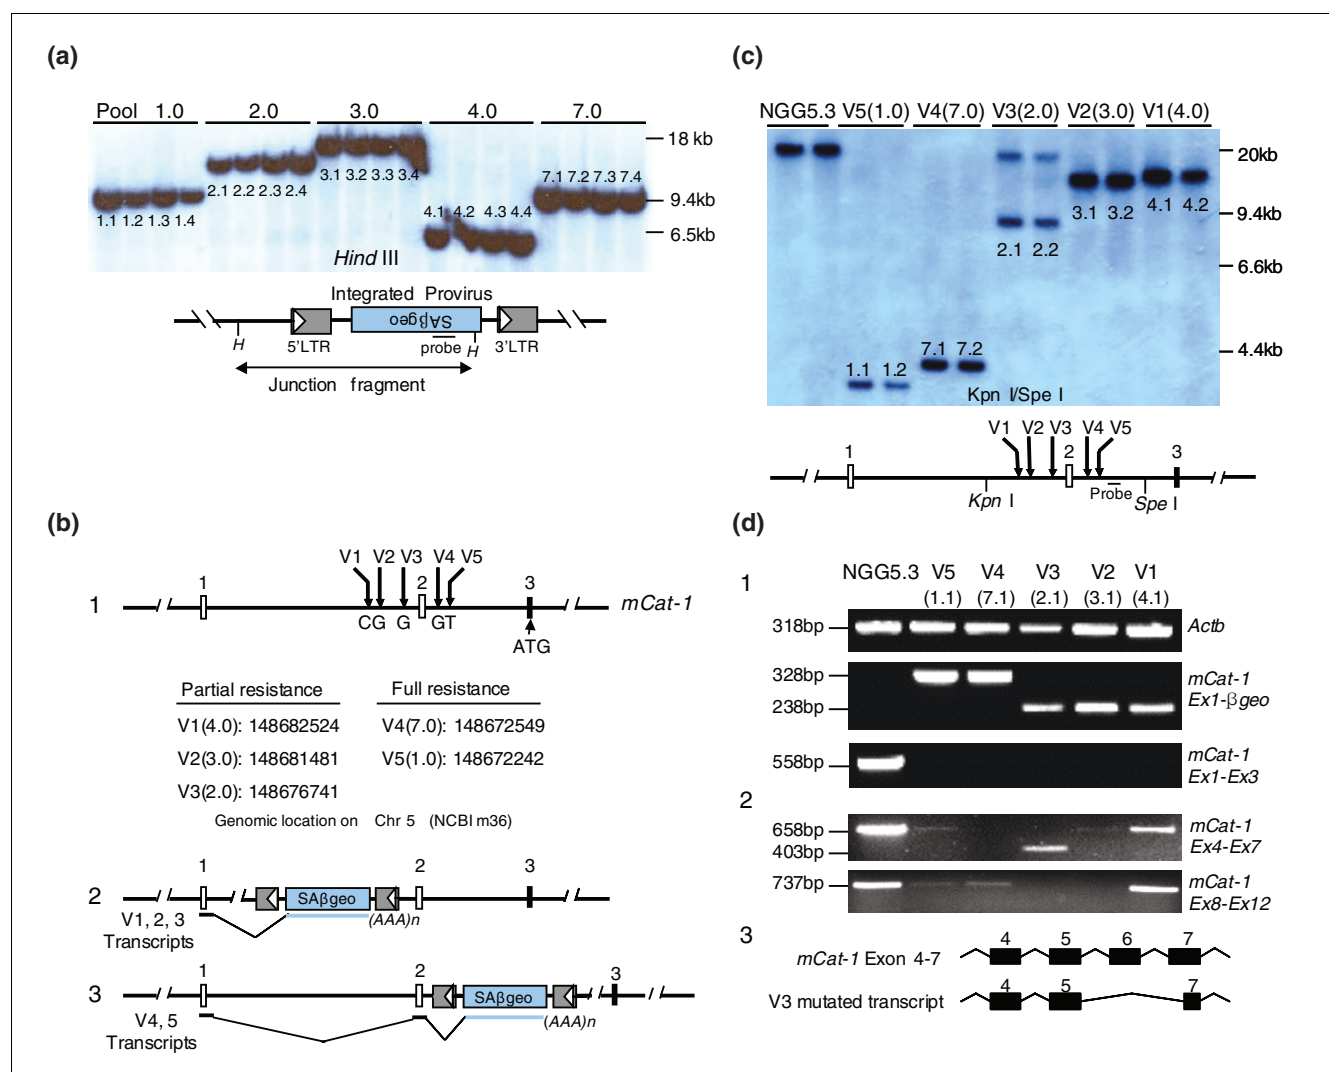 (a)
Pool 1.0 2.0 3.0 4.0 7.0
18 kb
9.4kb
6.5kb
1.1 1.2 1.3 1.4
2.1 2.2 2.3 2.4
3.1 3.2 3.3 3.4
4.1 4.2 4.3 4.4
7.1 7.2 7.3 7.4
Hind III
Integrated Provirus
SAβgeo
H 5'LTR probe H 3'LTR
Junction fragment
(b)
V1 V2 V3 V4 V5
1 2 3
1 mCat-1
CG G GT
ATG
Partial resistance Full resistance
V1(4.0): 148682524 V4(7.0): 148672549
V2(3.0): 148681481 V5(1.0): 148672242
V3(2.0): 148676741
Genomic location on Chr 5 (NCBI m36)
1 2 3
2 SAβgeo
(AAA)n
V1, 2, 3
Transcripts
1 2 3
3 SAβgeo
(AAA)n
V4, 5
Transcripts
(c)
NGG5.3 V5(1.0) V4(7.0) V3(2.0) V2(3.0) V1(4.0)
20kb
9.4kb
6.6kb
4.4kb
1.1 1.2
7.1 7.2
2.1 2.2
3.1 3.2
4.1 4.2
Kpn I/Spe I
V1 V2 V3 V4 V5
1 2 3
Kpn I Probe Spe I
(d)
1
NGG5.3 V5 V4 V3 V2 V1
(1.1) (7.1) (2.1) (3.1) (4.1)
318bp Actb
328bp mCat-1
238bp Ex1-βgeo
558bp mCat-1
Ex1-Ex3
2
658bp mCat-1
403bp Ex4-Ex7
737bp mCat-1
Ex8-Ex12
3
4 5 6 7
mCat-1 Exon 4-7
4 5 7
V3 mutated transcript